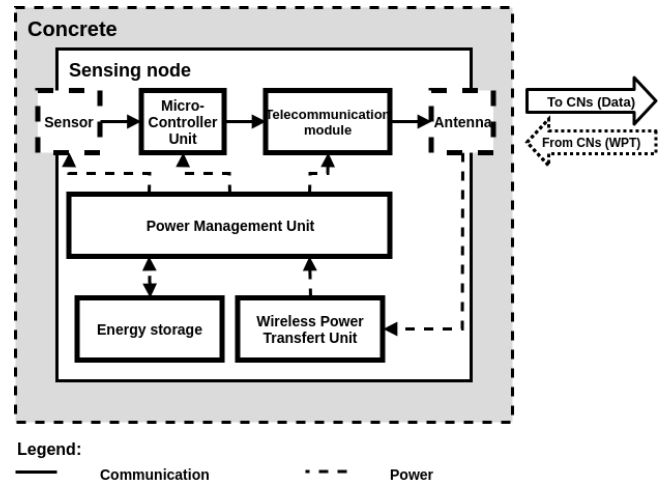 Concrete
Sensing node
Sensor
Micro-
Controller
Unit
Telecommunication
module
Antenna
To CNs (Data)
From CNs (WPT)
Power Management Unit
Energy storage
Wireless Power
Transfert Unit
Legend:
Communication
Power